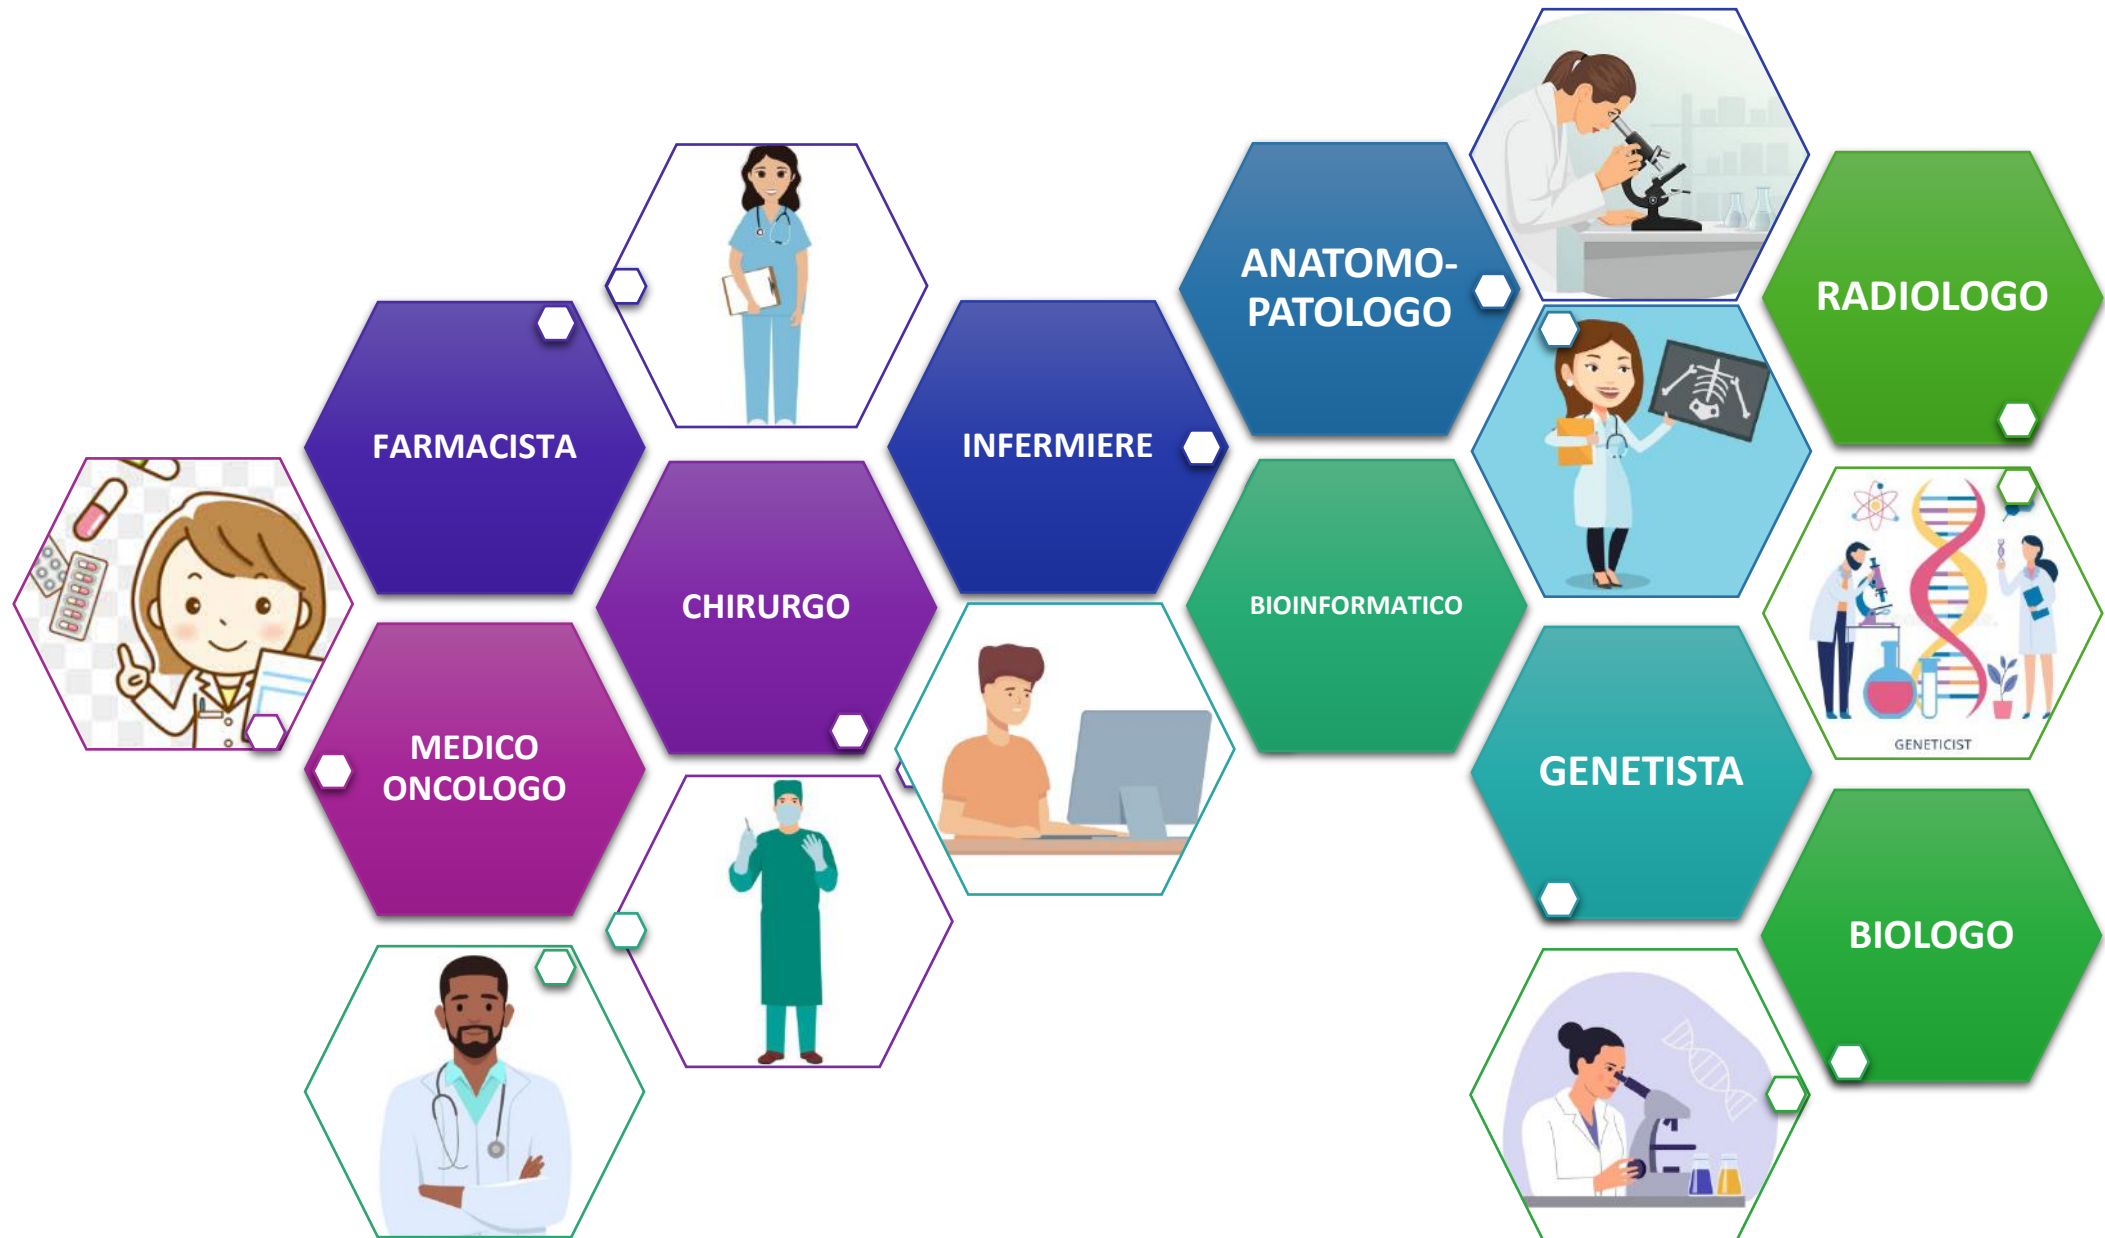 FARMACISTA
MEDICO
ONCOLOGO
CHIRURGO
INFERMIERE
ANATOMO-
PATOLOGO
BIOINFORMATICO
GENETISTA
RADIOLOGO
GENETICIST
BIOLOGO